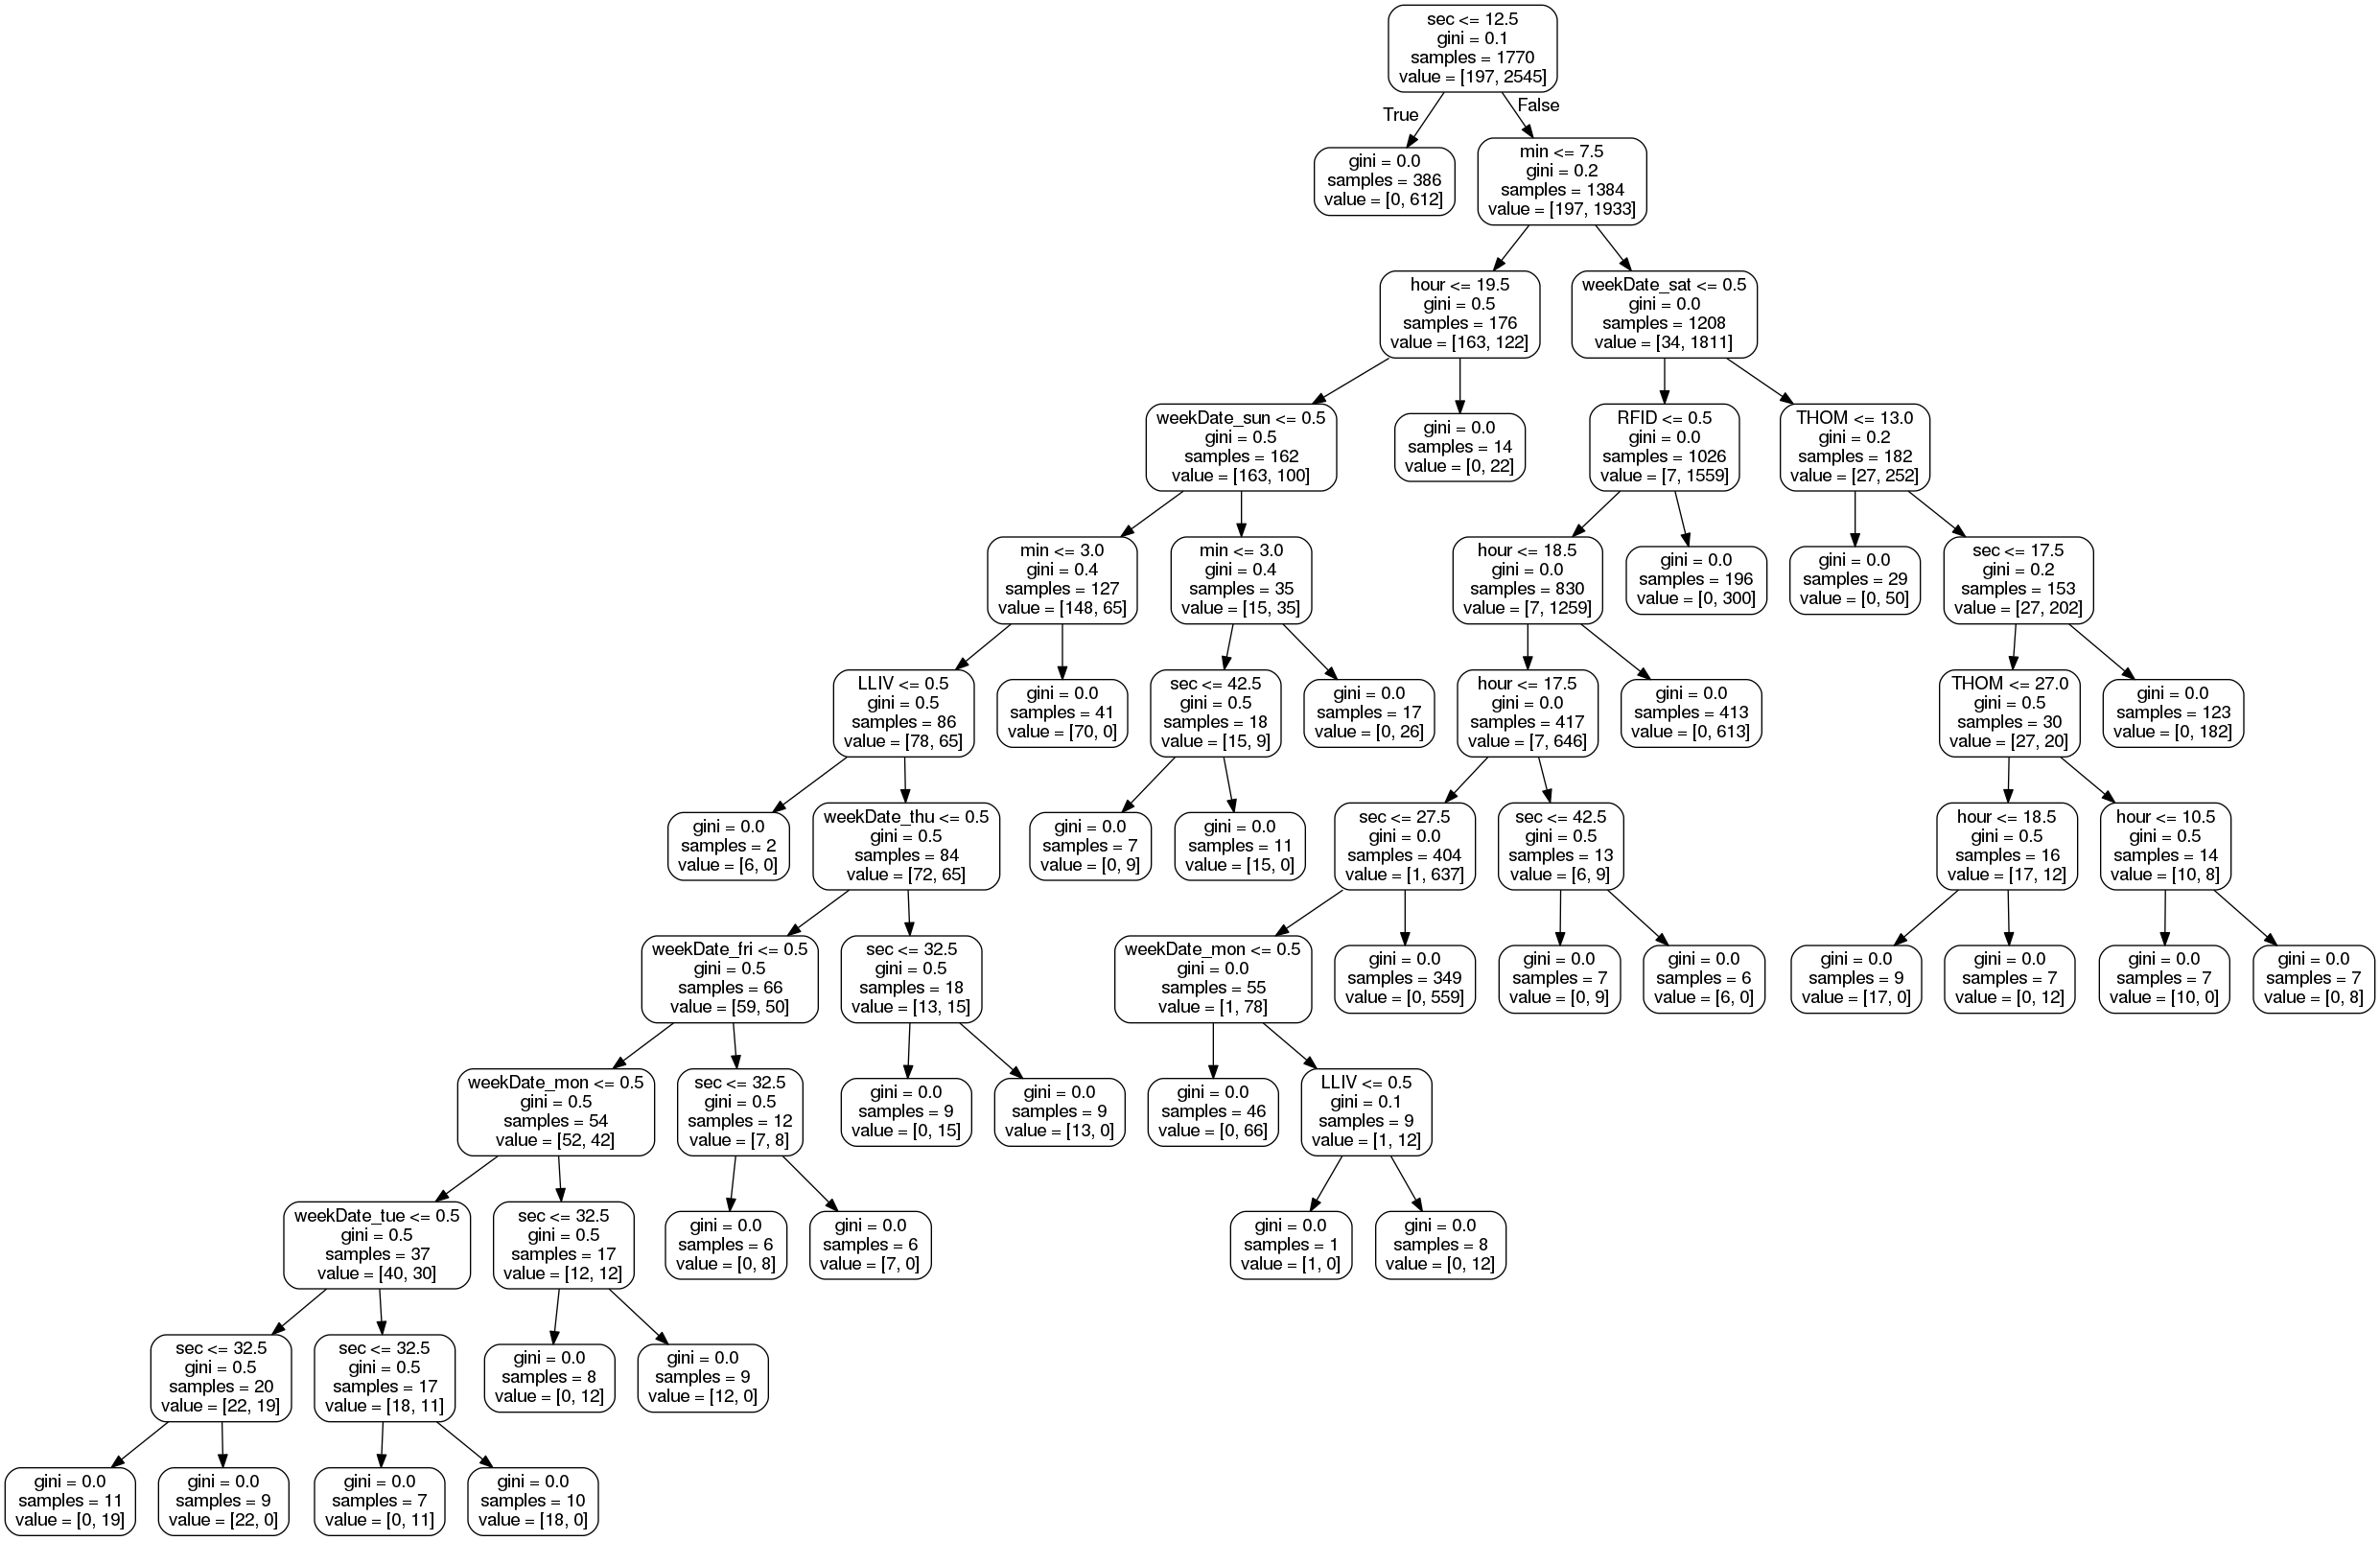 sec <= 12.5
gini = 0.1
samples = 1770
value = [197, 2545]
True
False
gini = 0.0
samples = 386
value = [0, 612]
min <= 7.5
gini = 0.2
samples = 1384
value = [197, 1933]
hour <= 19.5
gini = 0.5
samples = 176
value = [163, 122]
weekDate_sat <= 0.5
gini = 0.0
samples = 1208
value = [34, 1811]
weekDate_sun <= 0.5
gini = 0.5
samples = 162
value = [163, 100]
gini = 0.0
samples = 14
value = [0, 22]
RFID <= 0.5
gini = 0.0
samples = 1026
value = [7, 1559]
THOM <= 13.0
gini = 0.2
samples = 182
value = [27, 252]
min <= 3.0
gini = 0.4
samples = 127
value = [148, 65]
min <= 3.0
gini = 0.4
samples = 35
value = [15, 35]
hour <= 18.5
gini = 0.0
samples = 830
value = [7, 1259]
gini = 0.0
samples = 196
value = [0, 300]
gini = 0.0
samples = 29
value = [0, 50]
sec <= 17.5
gini = 0.2
samples = 153
value = [27, 202]
LLIV <= 0.5
gini = 0.5
samples = 86
value = [78, 65]
gini = 0.0
samples = 41
value = [70, 0]
sec <= 42.5
gini = 0.5
samples = 18
value = [15, 9]
gini = 0.0
samples = 17
value = [0, 26]
hour <= 17.5
gini = 0.0
samples = 417
value = [7, 646]
gini = 0.0
samples = 413
value = [0, 613]
THOM <= 27.0
gini = 0.5
samples = 30
value = [27, 20]
gini = 0.0
samples = 123
value = [0, 182]
gini = 0.0
samples = 2
value = [6, 0]
weekDate_thu <= 0.5
gini = 0.5
samples = 84
value = [72, 65]
gini = 0.0
samples = 7
value = [0, 9]
gini = 0.0
samples = 11
value = [15, 0]
sec <= 27.5
gini = 0.0
samples = 404
value = [1, 637]
sec <= 42.5
gini = 0.5
samples = 13
value = [6, 9]
hour <= 18.5
gini = 0.5
samples = 16
value = [17, 12]
hour <= 10.5
gini = 0.5
samples = 14
value = [10, 8]
weekDate_fri <= 0.5
gini = 0.5
samples = 66
value = [59, 50]
sec <= 32.5
gini = 0.5
samples = 18
value = [13, 15]
weekDate_mon <= 0.5
gini = 0.0
samples = 55
value = [1, 78]
gini = 0.0
samples = 349
value = [0, 559]
gini = 0.0
samples = 7
value = [0, 9]
gini = 0.0
samples = 6
value = [6, 0]
gini = 0.0
samples = 9
value = [17, 0]
gini = 0.0
samples = 7
value = [0, 12]
gini = 0.0
samples = 7
value = [10, 0]
gini = 0.0
samples = 7
value = [0, 8]
weekDate_mon <= 0.5
gini = 0.5
samples = 54
value = [52, 42]
sec <= 32.5
gini = 0.5
samples = 12
value = [7, 8]
gini = 0.0
samples = 9
value = [0, 15]
gini = 0.0
samples = 9
value = [13, 0]
gini = 0.0
samples = 46
value = [0, 66]
LLIV <= 0.5
gini = 0.1
samples = 9
value = [1, 12]
weekDate_tue <= 0.5
gini = 0.5
samples = 37
value = [40, 30]
sec <= 32.5
gini = 0.5
samples = 17
value = [12, 12]
gini = 0.0
samples = 6
value = [0, 8]
gini = 0.0
samples = 6
value = [7, 0]
gini = 0.0
samples = 1
value = [1, 0]
gini = 0.0
samples = 8
value = [0, 12]
sec <= 32.5
gini = 0.5
samples = 20
value = [22, 19]
sec <= 32.5
gini = 0.5
samples = 17
value = [18, 11]
gini = 0.0
samples = 8
value = [0, 12]
gini = 0.0
samples = 9
value = [12, 0]
gini = 0.0
samples = 11
value = [0, 19]
gini = 0.0
samples = 9
value = [22, 0]
gini = 0.0
samples = 7
value = [0, 11]
gini = 0.0
samples = 10
value = [18, 0]